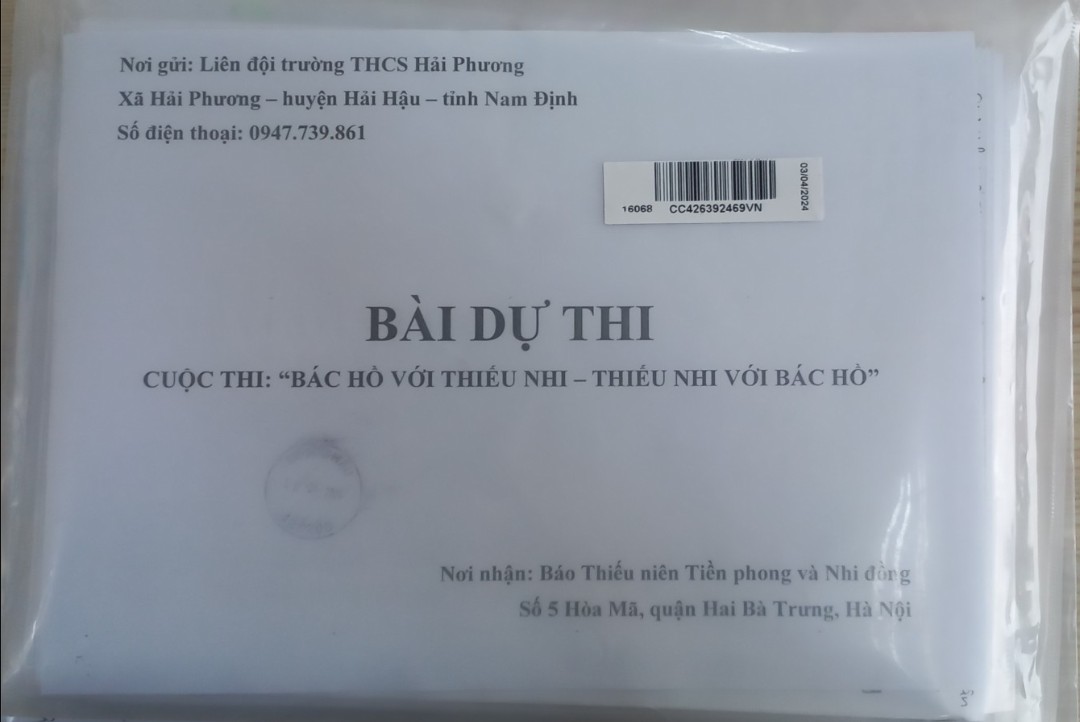 Nơi gửi: Liên đội trường THCS Hải Phương
Xã Hải Phương – huyện Hải Hậu – tỉnh Nam Định
Số điện thoại: 0947.739.861
03/04/2024
16068 CC426392469VN
BÀI DỰ THI
CUỘC THI: “BÁC HỒ VỚI THIẾU NHI – THIẾU NHI VỚI BÁC HỒ”
Nơi nhận: Báo Thiếu niên Tiền phong và Nhi đồng
Số 5 Hòa Mã, quận Hai Bà Trưng, Hà Nội